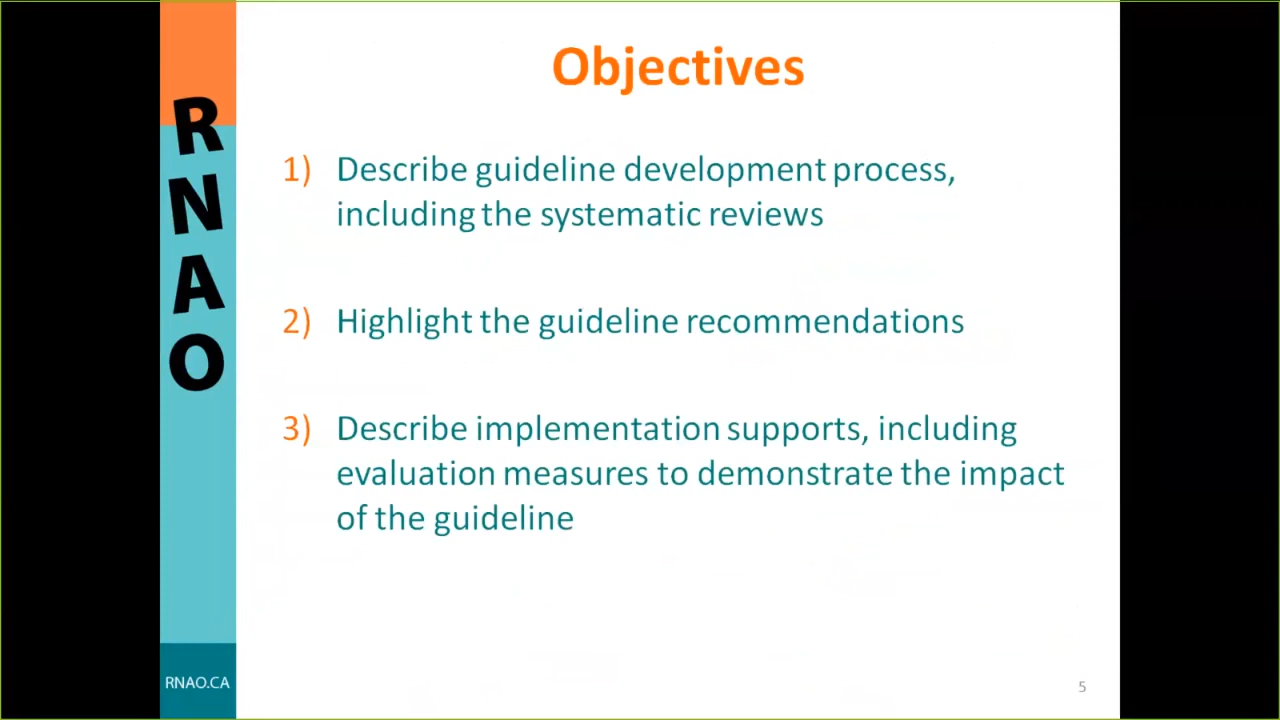 Objectives
R
N
A
O
1) Describe guideline development process,
including the systematic reviews
2) Highlight the guideline recommendations
3) Describe implementation supports, including
evaluation measures to demonstrate the impact
of the guideline
RNAO.CA
5